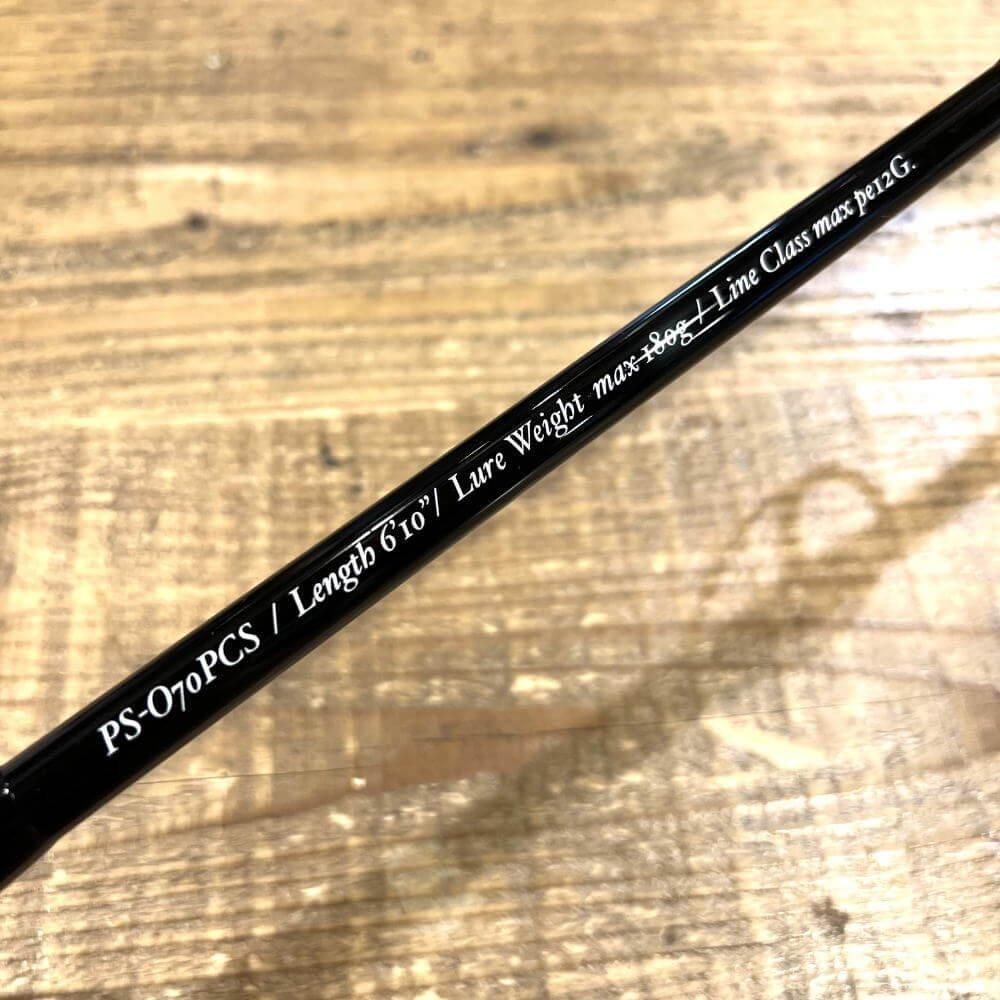 PS-O70PCS / Length 6'10"/ Lure Weight max 180g / Line Class max pe12G.